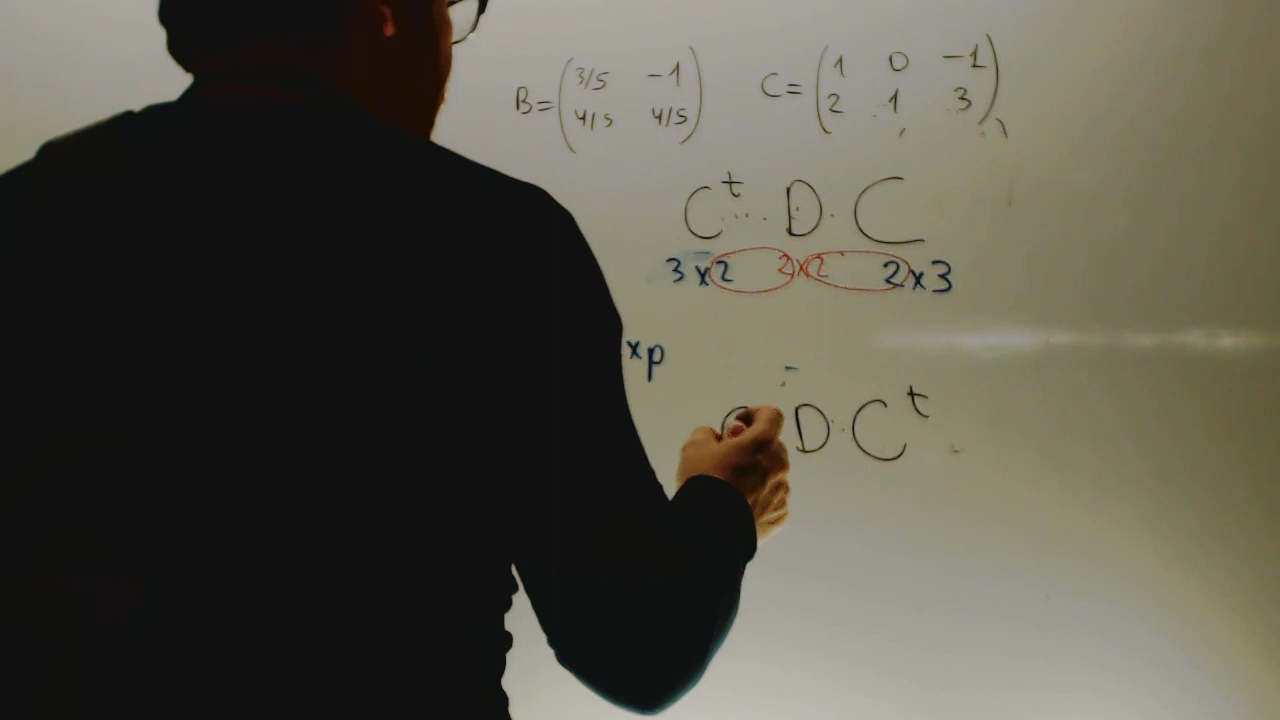 B = (3/5 -1
4/5 4/5)
C = (1 0 -1
2 1 3)
C^t · D · C
3x2 2x2 2x3
xp
D · C^t